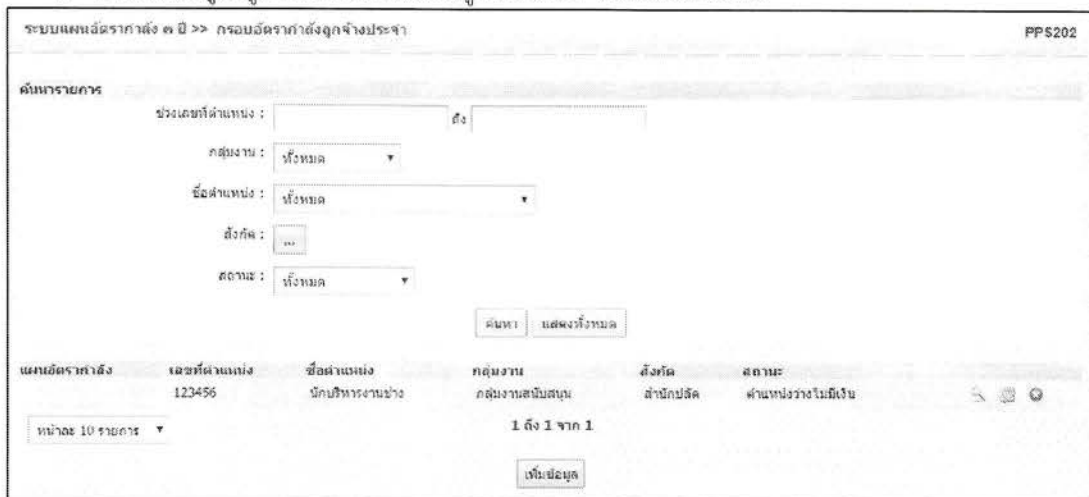 ระบบแผนอัตรากำลัง ๓ ปี >> กรอบอัตรากำลังลูกจ้างประจำ PPS202
ค้นหารายการ
ช่วงเลขที่ตำแหน่ง : ถึง
กลุ่มงาน : ทั้งหมด
ชื่อตำแหน่ง : ทั้งหมด
สังกัด : ...
สถานะ : ทั้งหมด
ค้นหา แสดงทั้งหมด
แผนอัตรากำลัง เลขที่ตำแหน่ง ชื่อตำแหน่ง กลุ่มงาน สังกัด สถานะ
123456 นักบริหารงานช่าง กลุ่มงานสนับสนุน สำนักปลัด ตำแหน่งว่างไม่มีเงิน
หน้าละ 10 รายการ 1 ถึง 1 จาก 1
เพิ่มข้อมูล